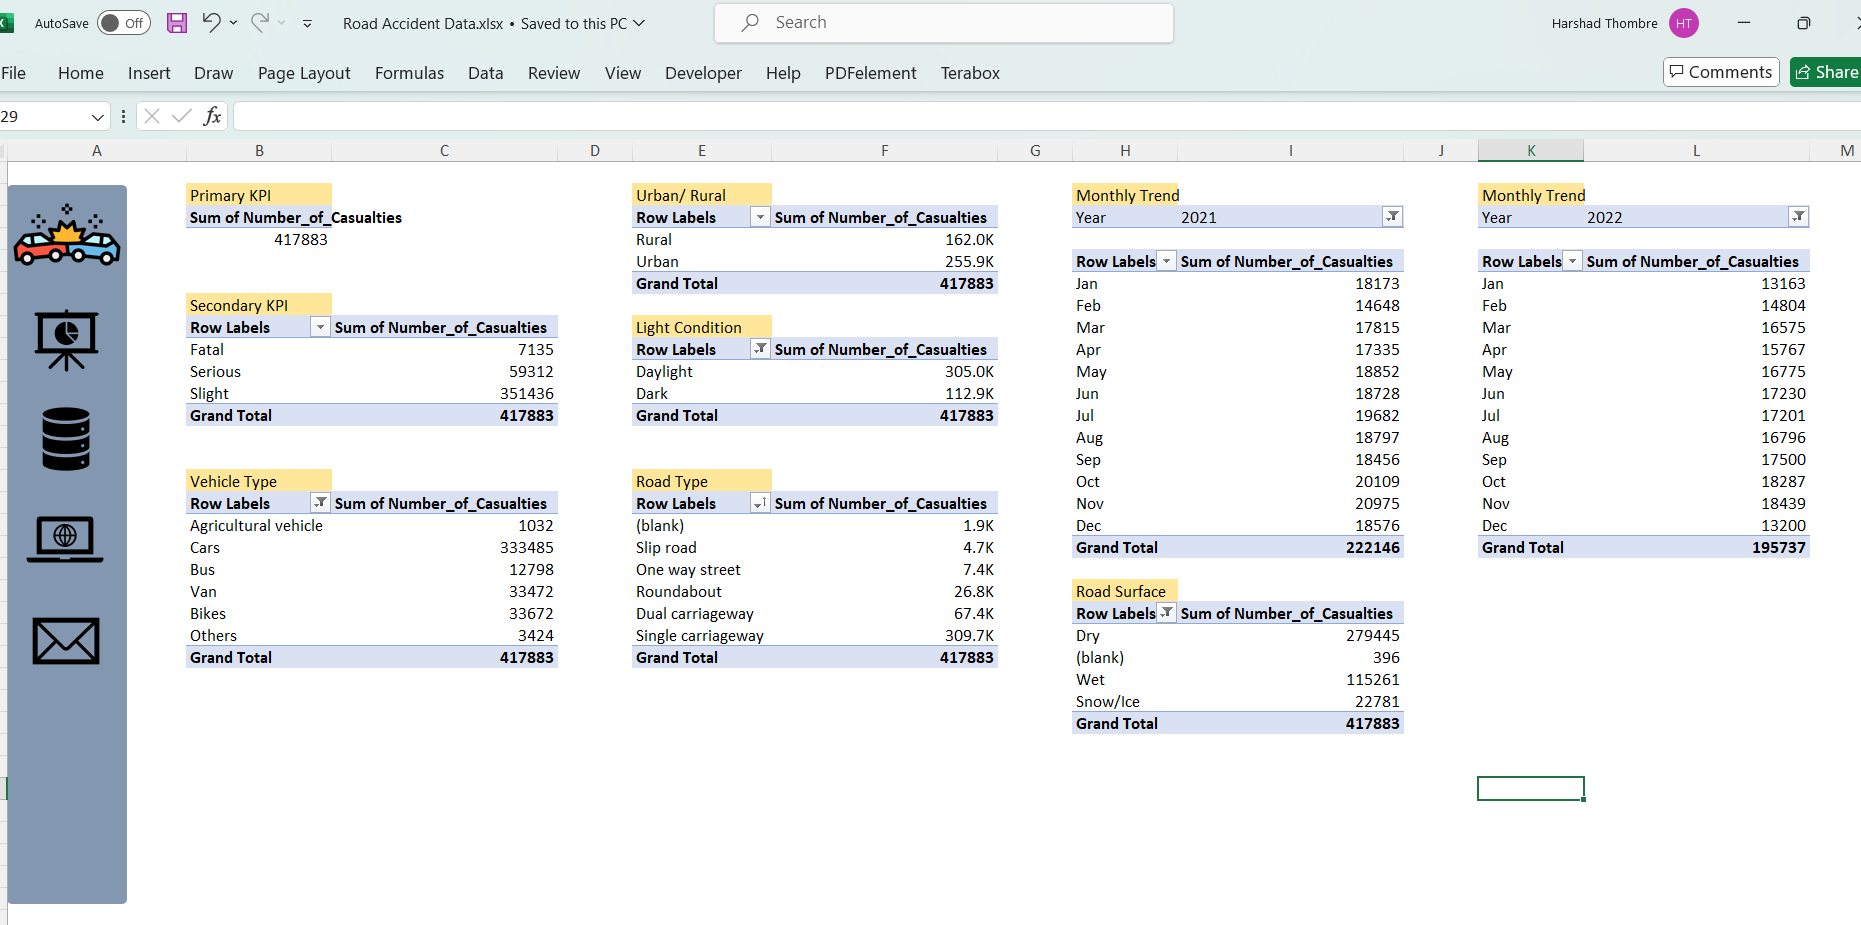 AutoSave Off Road Accident Data.xlsx • Saved to this PC Search Harshad Thombre HT
File Home Insert Draw Page Layout Formulas Data Review View Developer Help PDFelement Terabox Comments Share
29 fx
A B C D E F G H I J K L M
Primary KPI
Sum of Number_of_Casualties
417883
Secondary KPI
Row Labels Sum of Number_of_Casualties
Fatal 7135
Serious 59312
Slight 351436
Grand Total 417883
Vehicle Type
Row Labels Sum of Number_of_Casualties
Agricultural vehicle 1032
Cars 333485
Bus 12798
Van 33472
Bikes 33672
Others 3424
Grand Total 417883
Urban/ Rural
Row Labels Sum of Number_of_Casualties
Rural 162.0K
Urban 255.9K
Grand Total 417883
Light Condition
Row Labels Sum of Number_of_Casualties
Daylight 305.0K
Dark 112.9K
Grand Total 417883
Road Type
Row Labels Sum of Number_of_Casualties
(blank) 1.9K
Slip road 4.7K
One way street 7.4K
Roundabout 26.8K
Dual carriageway 67.4K
Single carriageway 309.7K
Grand Total 417883
Monthly Trend
Year 2021
Row Labels Sum of Number_of_Casualties
Jan 18173
Feb 14648
Mar 17815
Apr 17335
May 18852
Jun 18728
Jul 19682
Aug 18797
Sep 18456
Oct 20109
Nov 20975
Dec 18576
Grand Total 222146
Road Surface
Row Labels Sum of Number_of_Casualties
Dry 279445
(blank) 396
Wet 115261
Snow/Ice 22781
Grand Total 417883
Monthly Trend
Year 2022
Row Labels Sum of Number_of_Casualties
Jan 13163
Feb 14804
Mar 16575
Apr 15767
May 16775
Jun 17230
Jul 17201
Aug 16796
Sep 17500
Oct 18287
Nov 18439
Dec 13200
Grand Total 195737